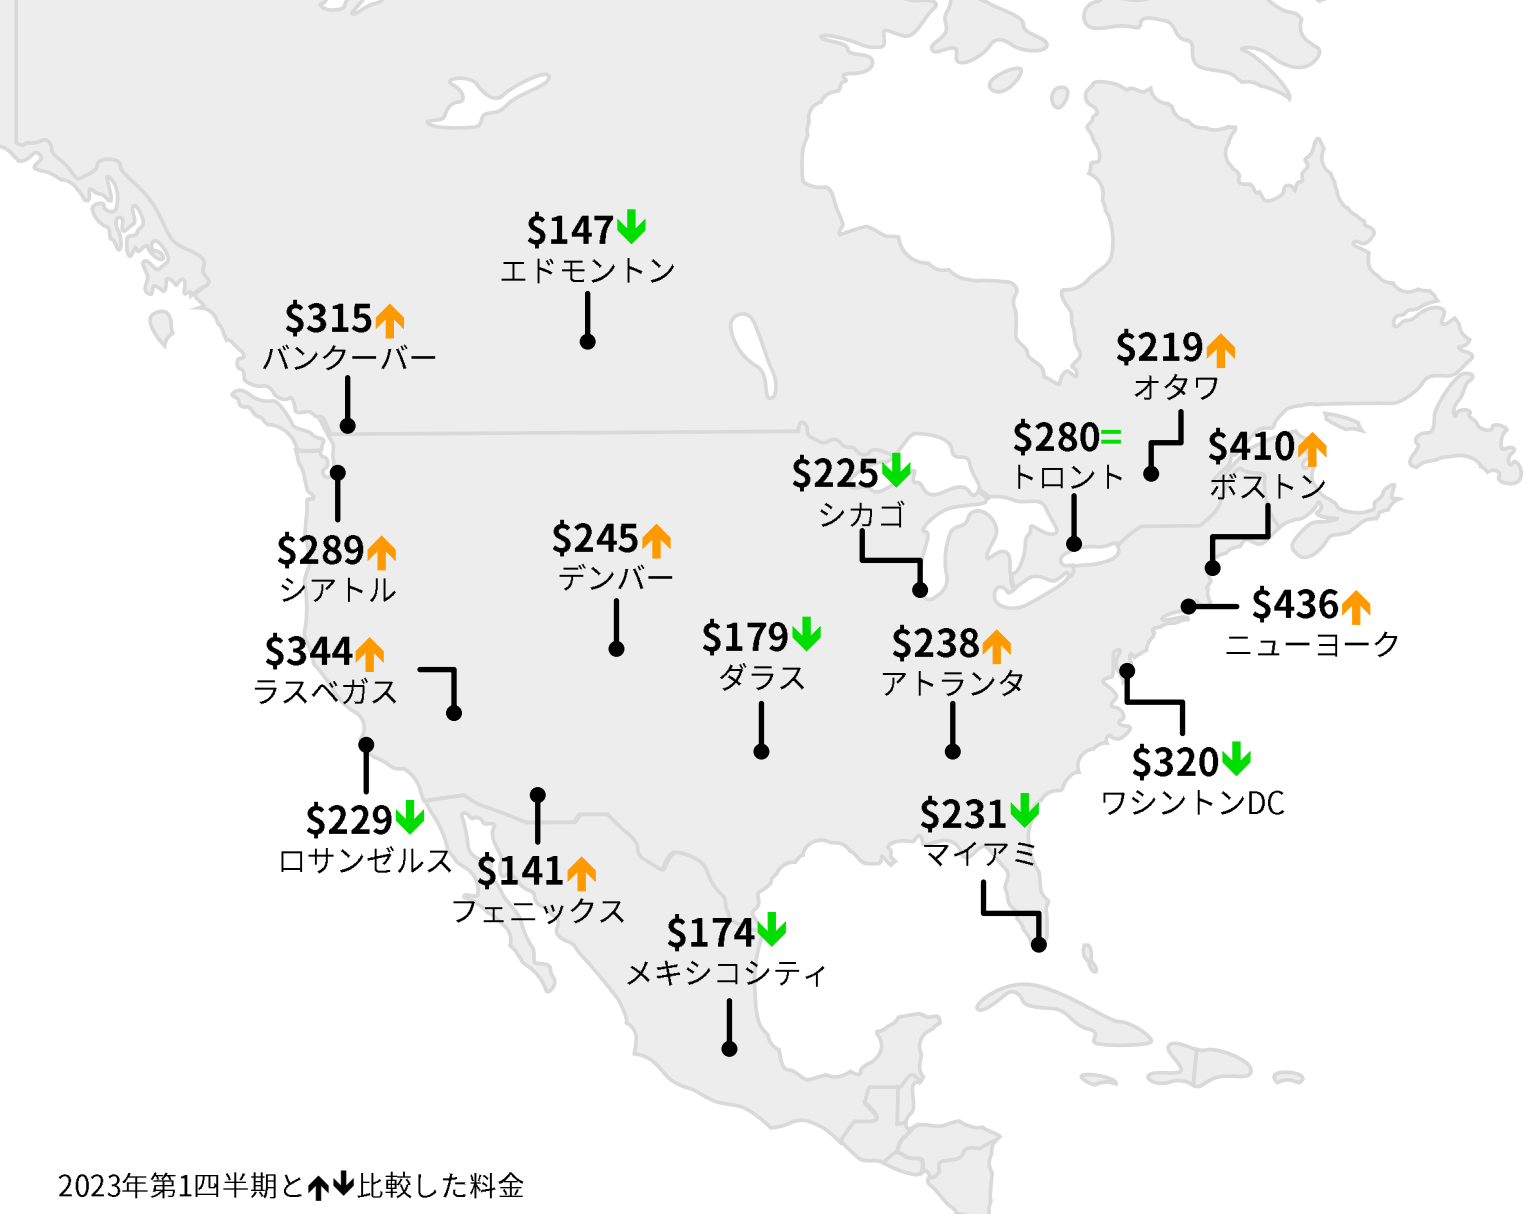 $147
エドモントン
$315
バンクーバー
$219
オタワ
$280=
トロント
$410
ボストン
$225
シカゴ
$289
シアトル
$245
デンバー
$436
ニューヨーク
$344
ラスベガス
$179
ダラス
$238
アトランタ
$320
ワシントンDC
$229
ロサンゼルス
$231
マイアミ
$141
フェニックス
$174
メキシコシティ
2023年第1四半期と↑↓比較した料金